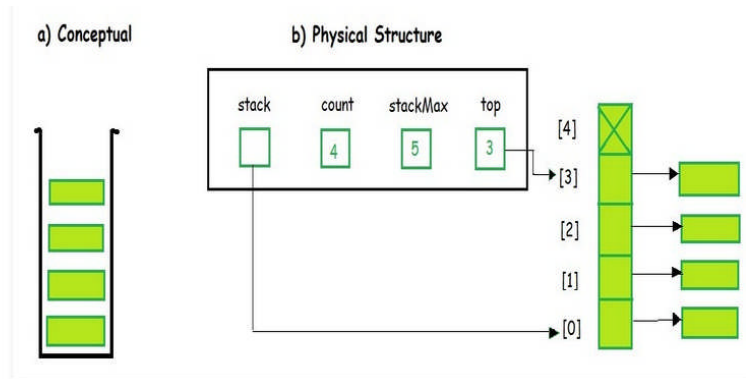 a) Conceptual
b) Physical Structure
stack count stackMax top
4 5 3
[4]
[3]
[2]
[1]
[0]